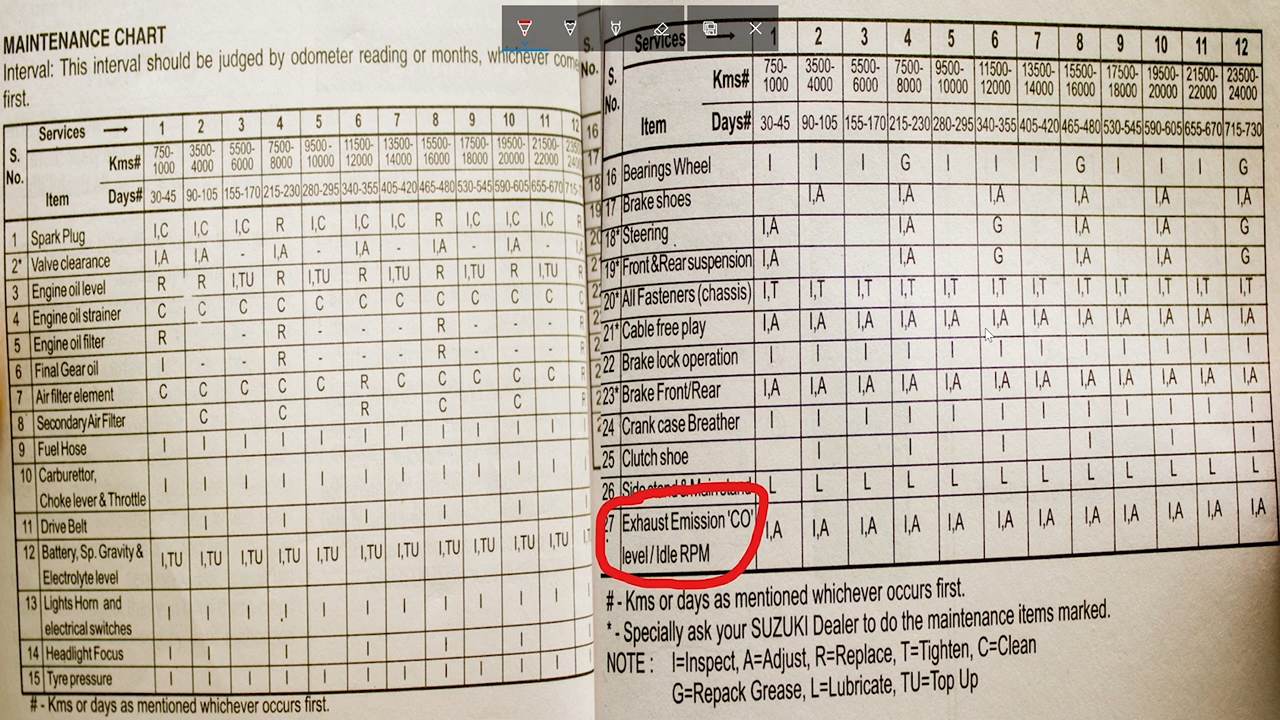 MAINTENANCE CHART
Interval: This interval should be judged by odometer reading or months, whichever come
first.
S. No. Services 1 2 3 4 5 6 7 8 9 10 11 12
Kms# 750-1000 3500-4000 5500-6000 7500-8000 9500-10000 11500-12000 13500-14000 15500-16000 17500-18000 19500-20000 21500-22000
Item Days# 30-45 90-105 155-170 215-230 280-295 340-355 405-420 465-480 530-545 590-605 655-670
1 Spark Plug I,C I,C I,C R I,C I,C I,C R I,C I,C I,C R
2* Valve clearance I,A I,A - I,A - I,A - I,A - I,A -
3 Engine oil level R R I,TU R I,TU R I,TU R I,TU R I,TU R
4 Engine oil strainer C C C C C C C C C C C C
5 Engine oil filter R - - R - - - R - - - R
6 Final Gear oil I - - R - - - R - - - R
7 Air filter element C C C C C R C C C C C R
8 Secondary Air Filter C C R C C R
9 Fuel Hose I I I I I I I I I I I I
10 Carburettor,
Choke lever & Throttle I I I I I I I I I I I I
11 Drive Belt I I I I I I
12 Battery, Sp. Gravity &
Electrolyte level I,TU I,TU I,TU I,TU I,TU I,TU I,TU I,TU I,TU I,TU I,TU
13 Lights Horn and
electrical switches I I I I I I I I I I I I
14 Headlight Focus I I I I I I I
15 Tyre pressure I I I I I I I I I I I I
# - Kms or days as mentioned whichever occurs first.
S. No. Services 1 2 3 4 5 6 7 8 9 10 11 12
Kms# 750-1000 3500-4000 5500-6000 7500-8000 9500-10000 11500-12000 13500-14000 15500-16000 17500-18000 19500-20000 21500-22000 23500-24000
Item Days# 30-45 90-105 155-170 215-230 280-295 340-355 405-420 465-480 530-545 590-605 655-670 715-730
16 Bearings Wheel I I I G I I I G I I I G
17 Brake shoes I,A I,A I,A I,A I,A I,A
18* Steering I,A I,A G I,A I,A G
19* Front & Rear suspension I,A I,A G I,A I,A G
20* All Fasteners (chassis) I,T I,T I,T I,T I,T I,T I,T I,T I,T I,T I,T I,T
21* Cable free play I,A I,A I,A I,A I,A I,A I,A I,A I,A I,A I,A I,A
22 Brake lock operation I I I I I I I I I I I I
23* Brake Front/Rear I,A I,A I,A I,A I,A I,A I,A I,A I,A I,A I,A I,A
24 Crank case Breather I I I I I I I I I I I I
25 Clutch shoe I I I I I I
26 Side stand & Main stand L L L L L L L L L L L L
27 Exhaust Emission 'CO'
level / Idle RPM I,A I,A I,A I,A I,A I,A I,A I,A I,A I,A I,A I,A
# - Kms or days as mentioned whichever occurs first.
* - Specially ask your SUZUKI Dealer to do the maintenance items marked.
NOTE : I=Inspect, A=Adjust, R=Replace, T=Tighten, C=Clean
G=Repack Grease, L=Lubricate, TU=Top Up